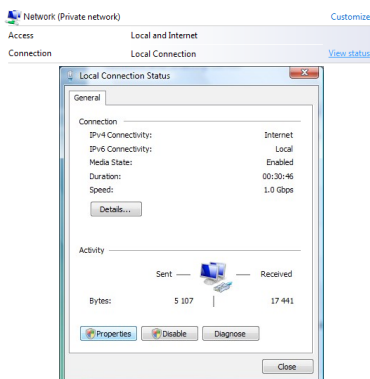 Network (Private network) Customize
Access Local and Internet
Connection Local Connection View status
Local Connection Status
General
Connection
IPv4 Connectivity: Internet
IPv6 Connectivity: Local
Media State: Enabled
Duration: 00:30:46
Speed: 1.0 Gbps
Details...
Activity
Sent Received
Bytes: 5 107 17 441
Properties Disable Diagnose
Close